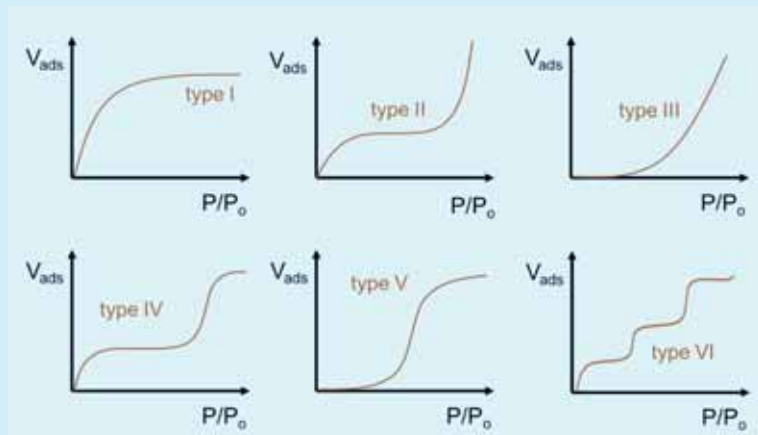 V_ads
type I
P/P_o
V_ads
type II
P/P_o
V_ads
type III
P/P_o
V_ads
type IV
P/P_o
V_ads
type V
P/P_o
V_ads
type VI
P/P_o